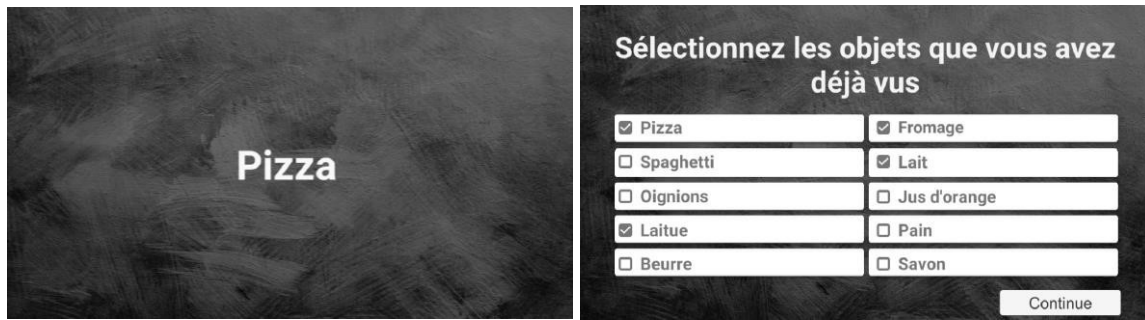 Pizza
Sélectionnez les objets que vous avez
déjà vus
Pizza
Fromage
Spaghetti
Lait
Oignions
Jus d'orange
Laitue
Pain
Beurre
Savon
Continue